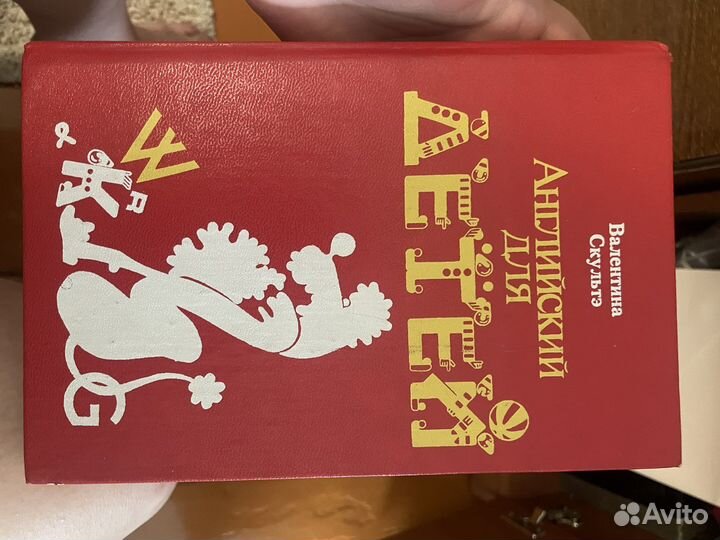 Валентина
Скультэ
Английский
для
ДЕТЕЙ
W
R
K
G
Avito